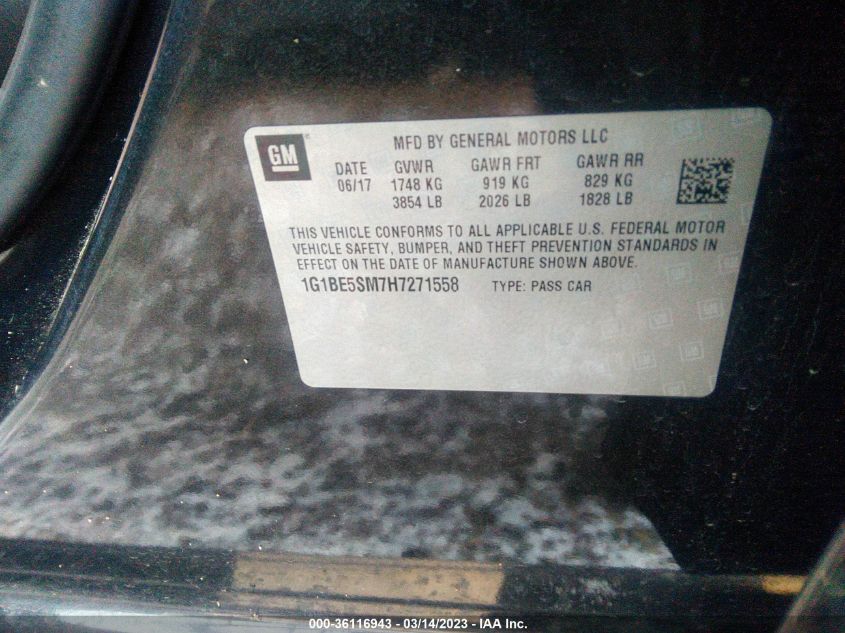 GM
MFD BY GENERAL MOTORS LLC
DATE GVWR GAWR FRT GAWR RR
06/17 1748 KG 919 KG 829 KG
3854 LB 2026 LB 1828 LB
THIS VEHICLE CONFORMS TO ALL APPLICABLE U.S. FEDERAL MOTOR
VEHICLE SAFETY, BUMPER, AND THEFT PREVENTION STANDARDS IN
EFFECT ON THE DATE OF MANUFACTURE SHOWN ABOVE.
1G1BE5SM7H7271558 TYPE: PASS CAR
000-36116943 - 03/14/2023 - IAA Inc.